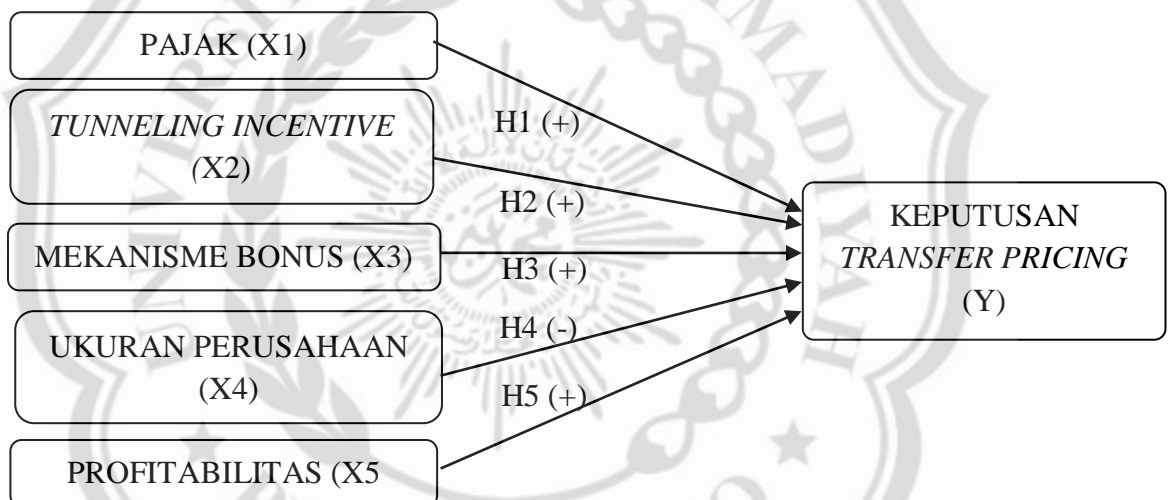 PAJAK (X1)
TUNNELING INCENTIVE
(X2)
MEKANISME BONUS (X3)
UKURAN PERUSAHAAN
(X4)
PROFITABILITAS (X5
H1 (+)
H2 (+)
H3 (+)
H4 (-)
H5 (+)
KEPUTUSAN
TRANSFER PRICING
(Y)